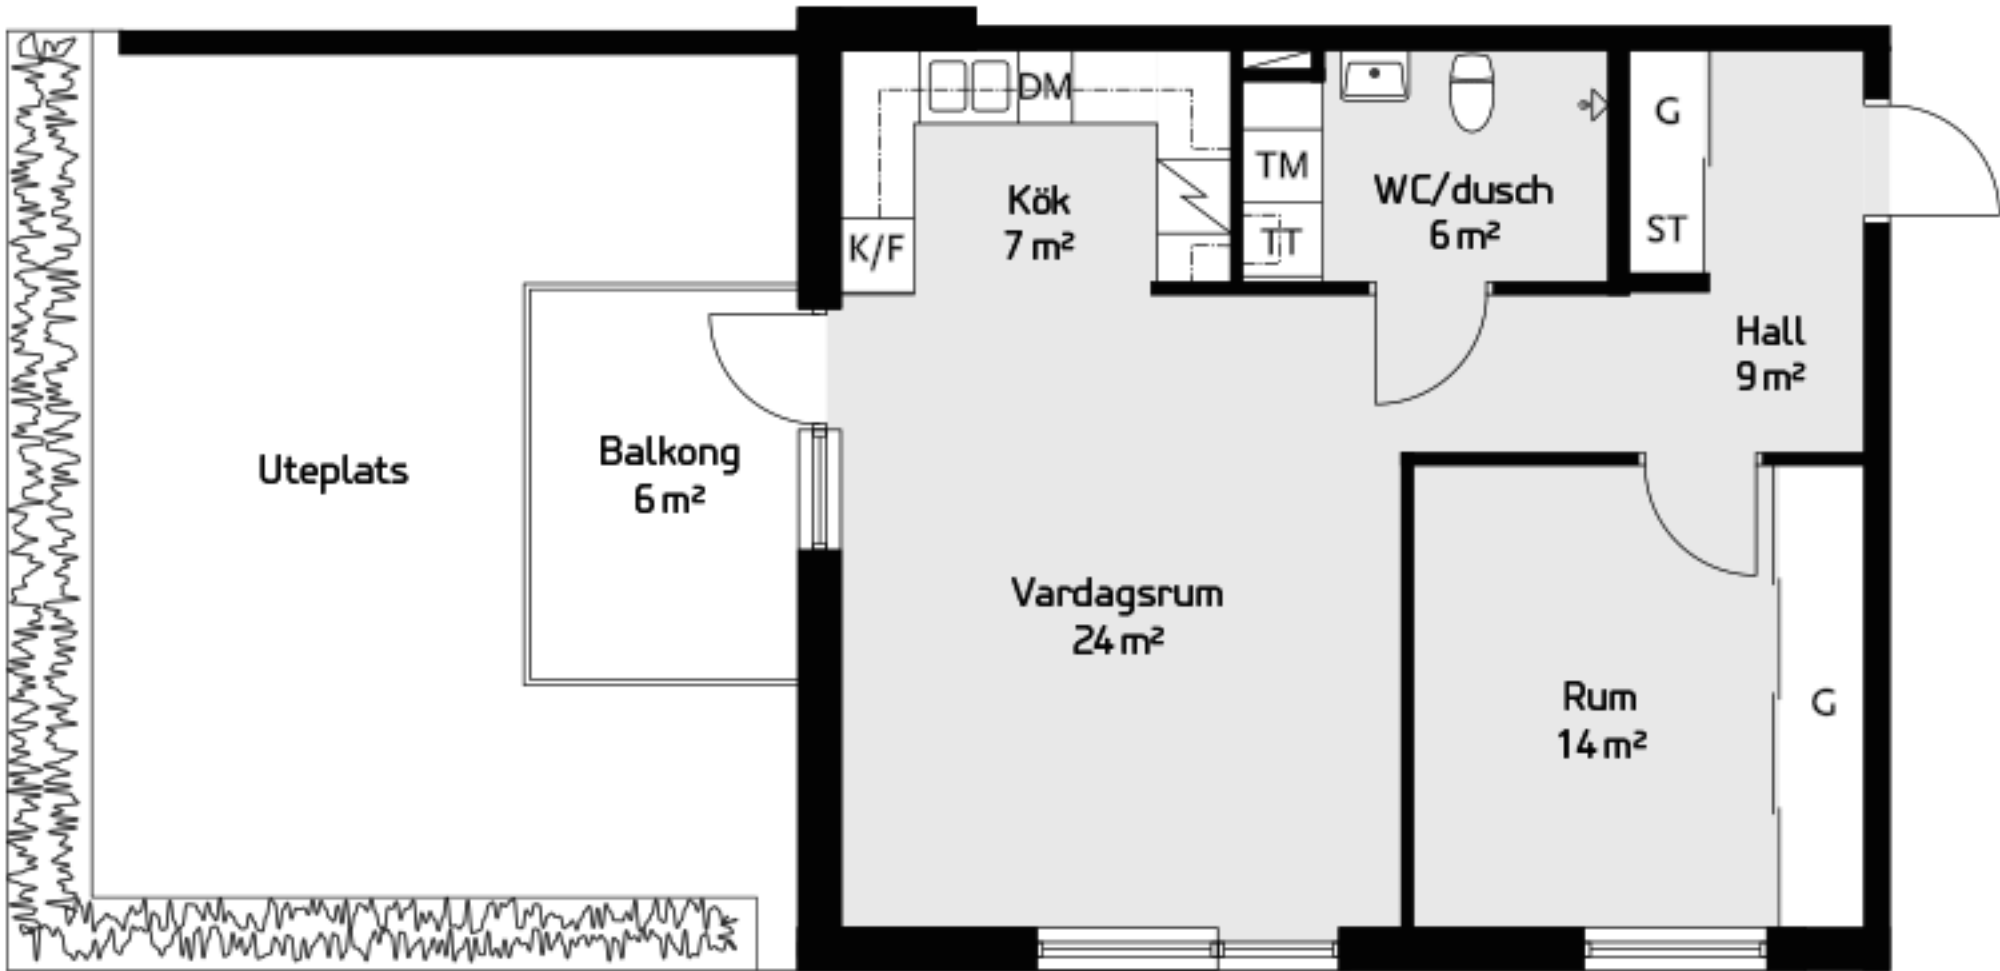 DM
K/F
Kök
7 m²
TM
TT
WC/dusch
6 m²
G
ST
Hall
9 m²
Uteplats
Balkong
6 m²
Vardagsrum
24 m²
Rum
14 m²
G